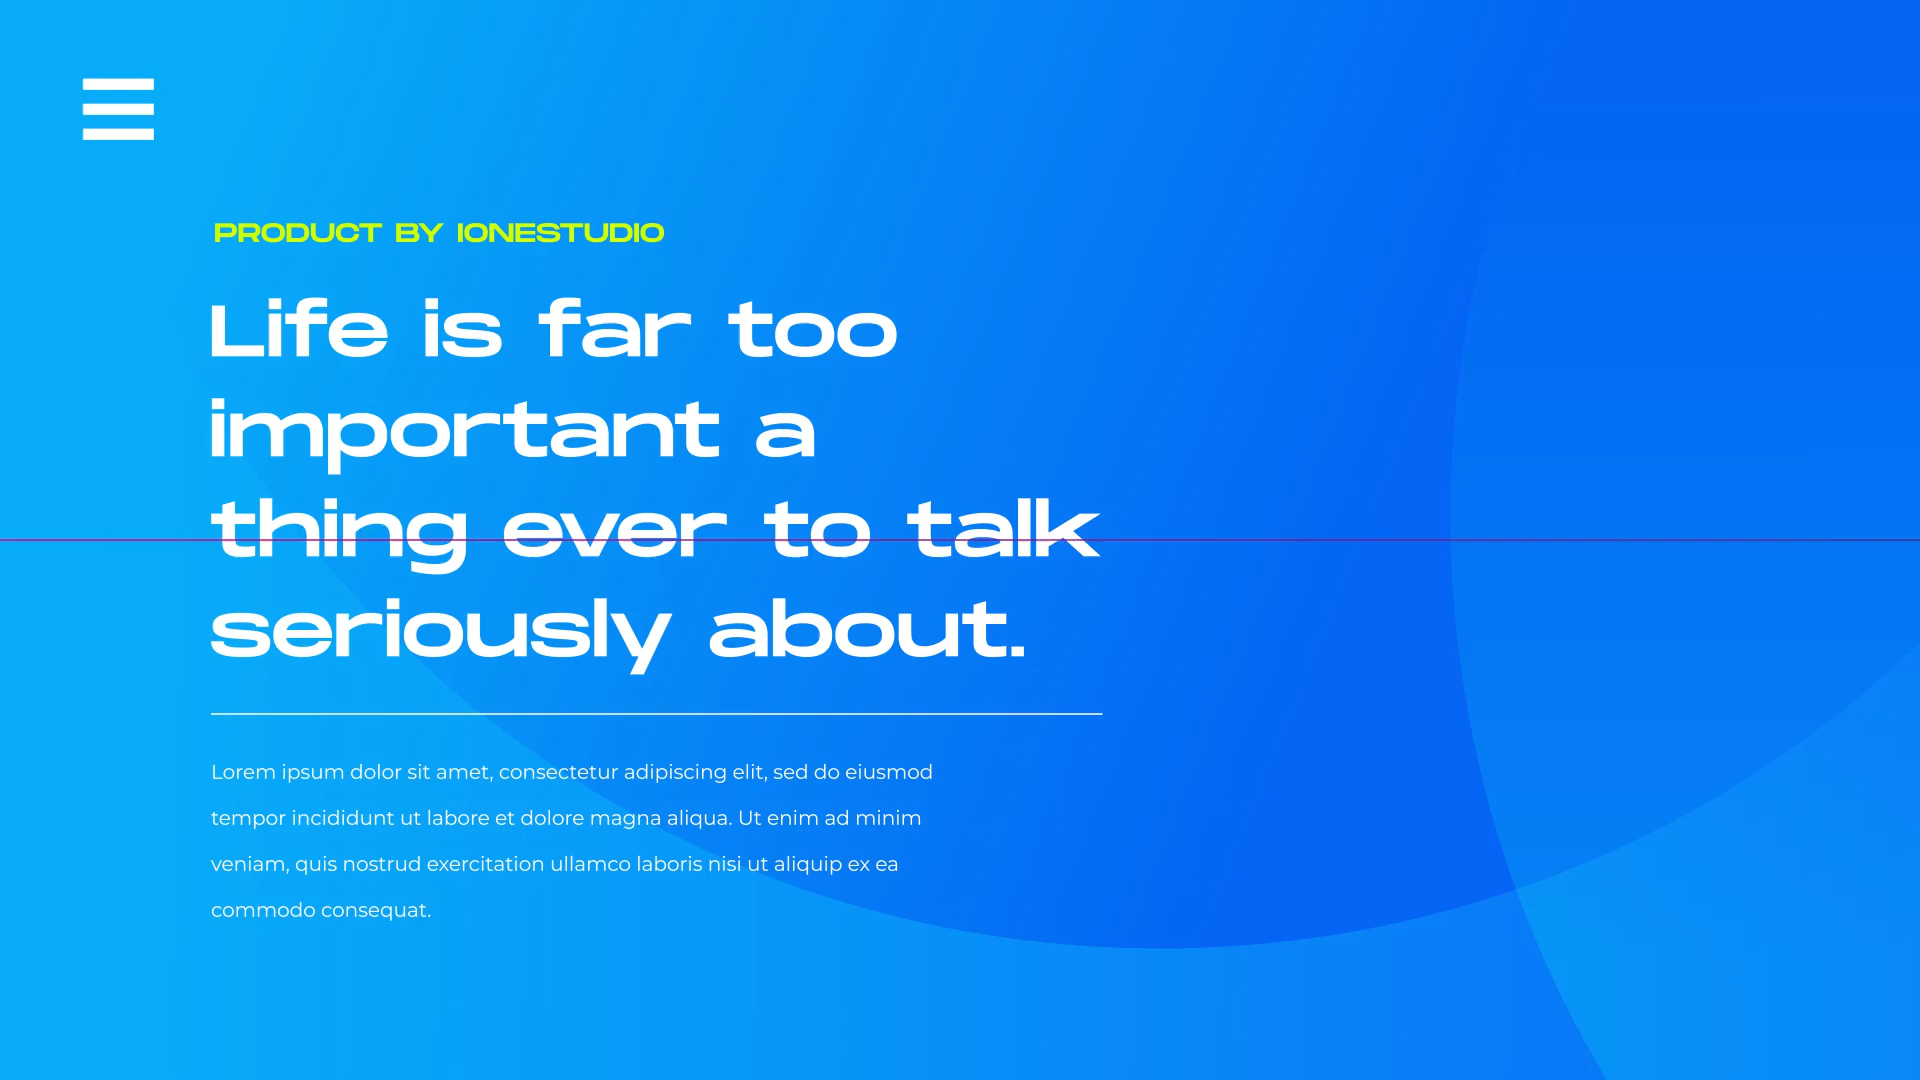 PRODUCT BY IONESTUDIO
Life is far too
important a
thing ever to talk
seriously about.
Lorem ipsum dolor sit amet, consectetur adipiscing elit, sed do eiusmod
tempor incididunt ut labore et dolore magna aliqua. Ut enim ad minim
veniam, quis nostrud exercitation ullamco laboris nisi ut aliquip ex ea
commodo consequat.